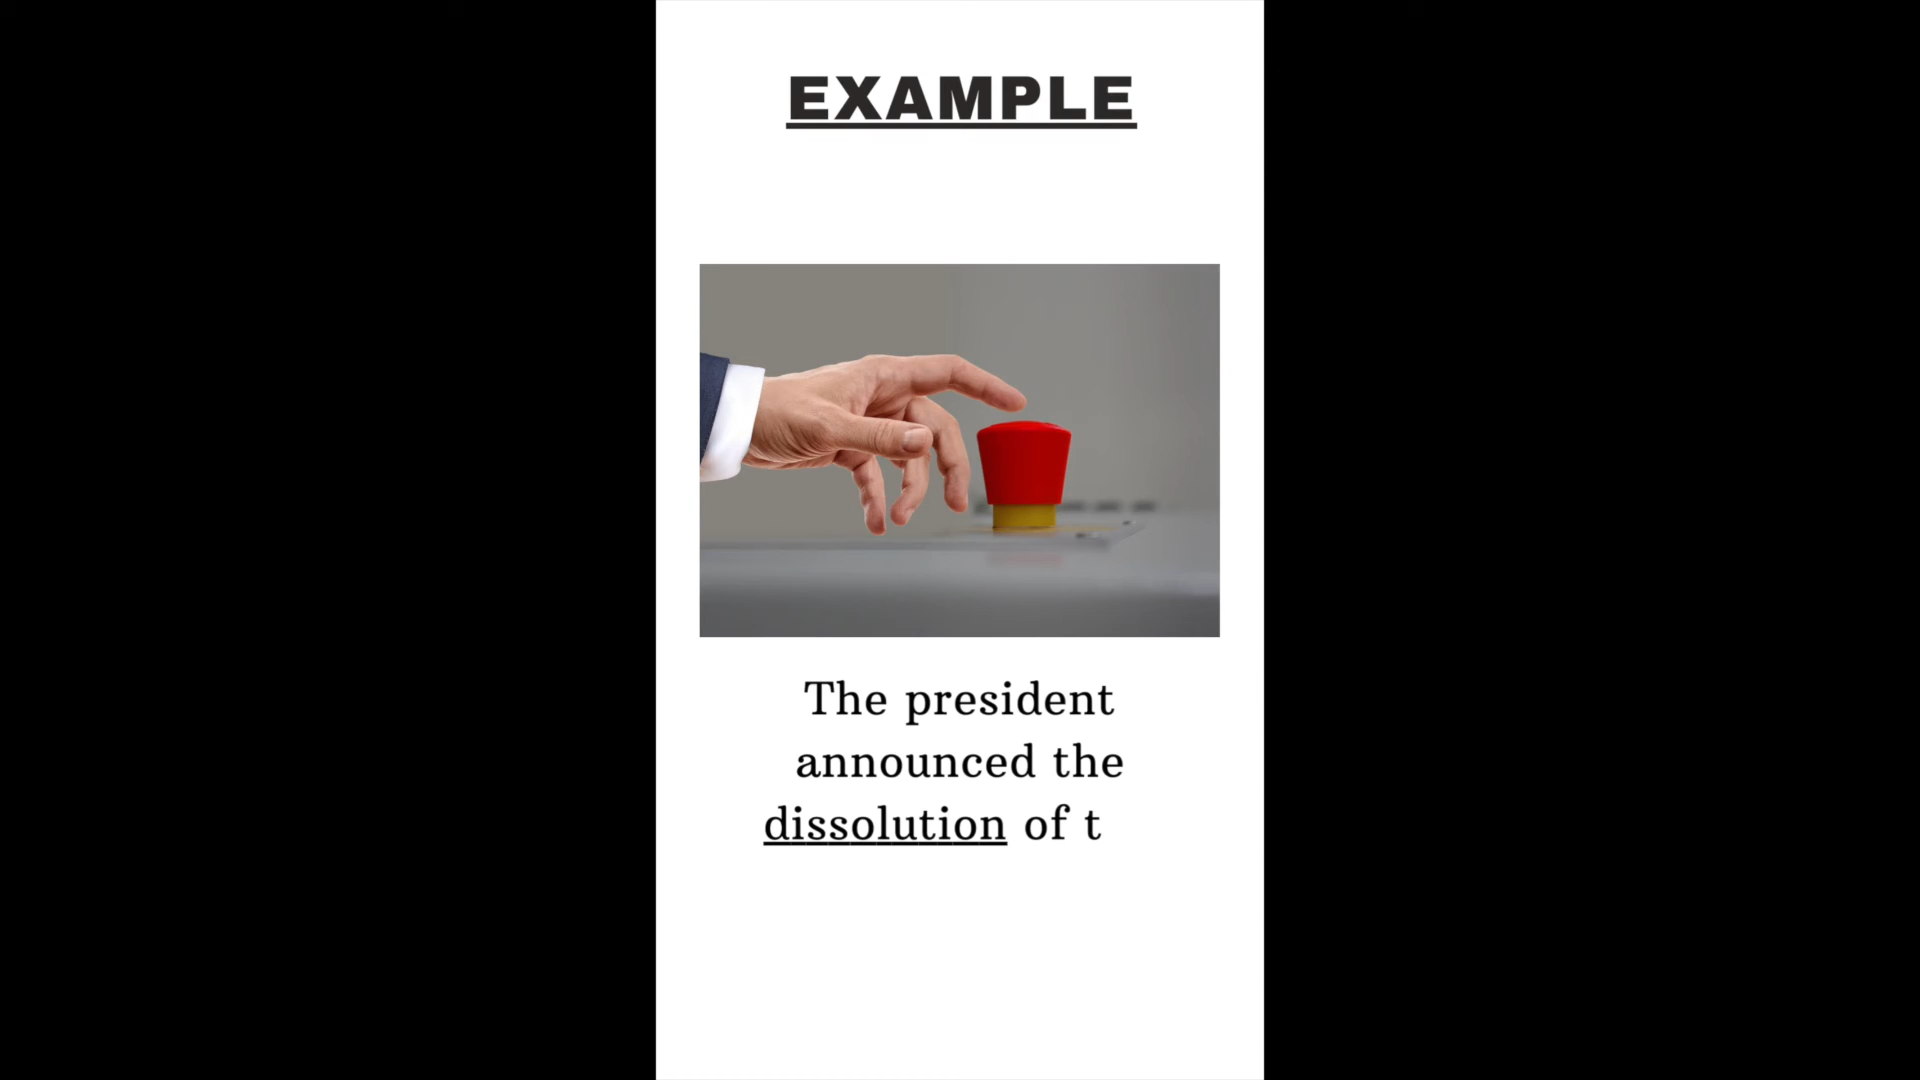 EXAMPLE
The president
announced the
dissolution of t